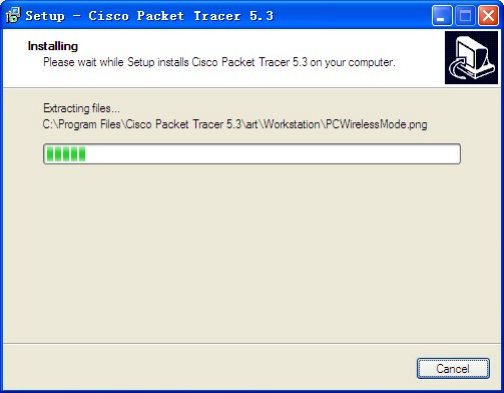 Setup - Cisco Packet Tracer 5.3
Installing
Please wait while Setup installs Cisco Packet Tracer 5.3 on your computer.
Extracting files...
C:\Program Files\Cisco Packet Tracer 5.3\art\Workstation\PCWirelessMode.png
Cancel